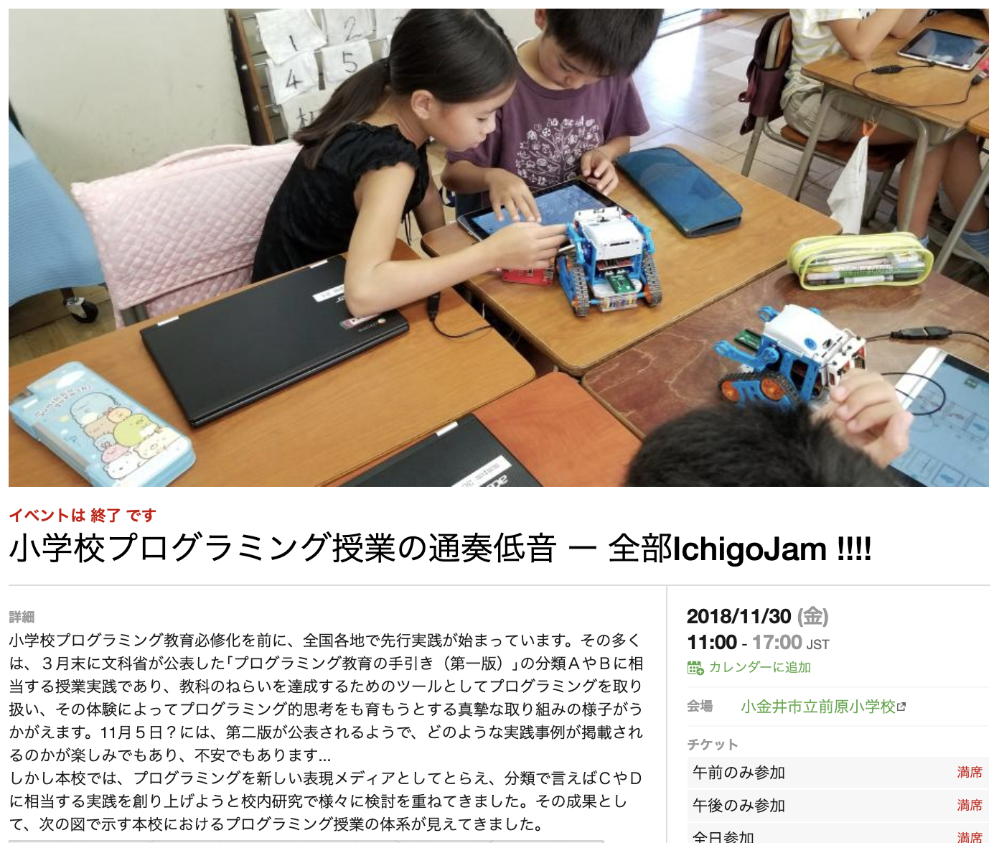 1
2
4
5
acer
イベントは 終了 です
小学校プログラミング授業の通奏低音 ー 全部IchigoJam !!!!
詳細
小学校プログラミング教育必修化を前に、全国各地で先行実践が始まっています。その多く
は、３月末に文科省が公表した｢プログラミング教育の手引き（第一版）｣の分類ＡやＢに相
当する授業実践であり、教科のねらいを達成するためのツールとしてプログラミングを取り
扱い、その体験によってプログラミング的思考をも育もうとする真摯な取り組みの様子がう
かがえます。11月５日？には、第二版が公表されるようで、どのような実践事例が掲載され
るのかが楽しみでもあり、不安でもあります...
しかし本校では、プログラミングを新しい表現メディアとしてとらえ、分類で言えばＣやＤ
に相当する実践を創り上げようと校内研究で様々に検討を重ねてきました。その成果とし
て、次の図で示す本校におけるプログラミング授業の体系が見えてきました。
2018/11/30 (金)
11:00 - 17:00 JST
カレンダーに追加
会場 小金井市立前原小学校
チケット
午前のみ参加 満席
午後のみ参加 満席
全日参加 満席